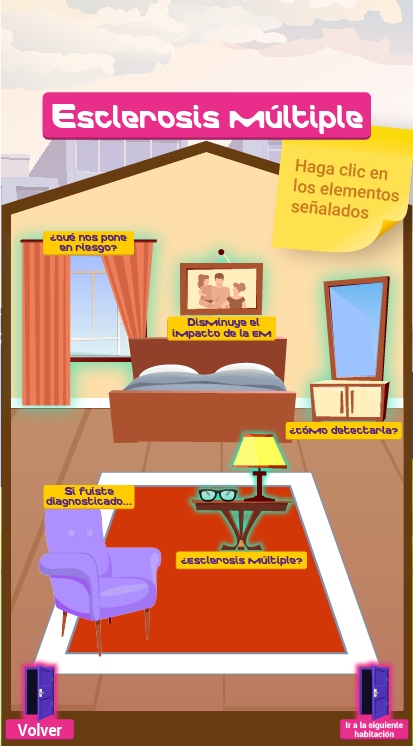 Esclerosis Múltiple
Haga clic en
los elementos
señalados
¿qué nos pone
en riesgo?
Disminuye el
impacto de la EM
¿cómo detectarla?
Si fuiste
diagnosticado...
¿Esclerosis Múltiple?
Volver
Ir a la siguiente
habitación